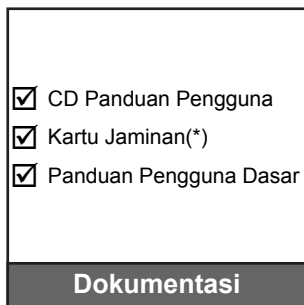 CD Panduan Pengguna
Kartu Jaminan(*)
Panduan Pengguna Dasar
Dokumentasi